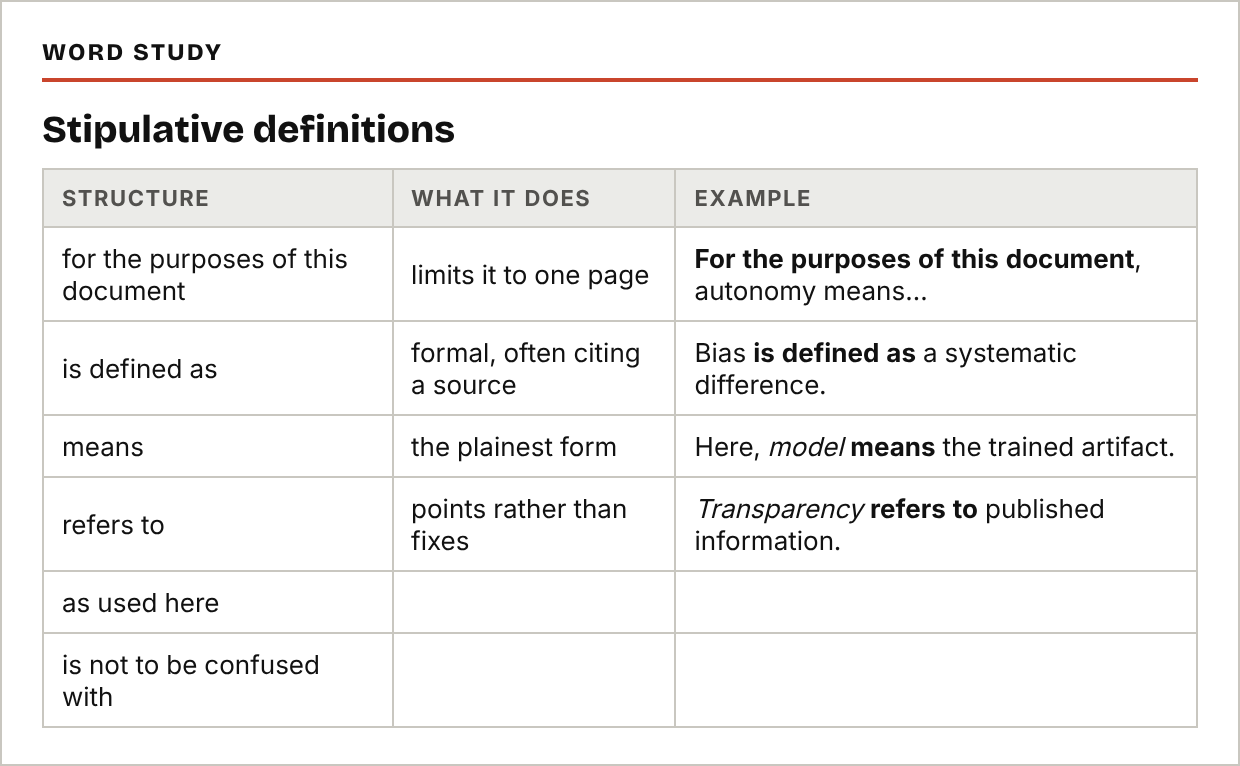 WORD STUDY
Stipulative definitions
STRUCTURE WHAT IT DOES EXAMPLE
for the purposes of this
document
limits it to one page
For the purposes of this document,
autonomy means...
is defined as
formal, often citing
a source
Bias is defined as a systematic
difference.
means
the plainest form
Here, model means the trained artifact.
refers to
points rather than
fixes
Transparency refers to published
information.
as used here
is not to be confused
with